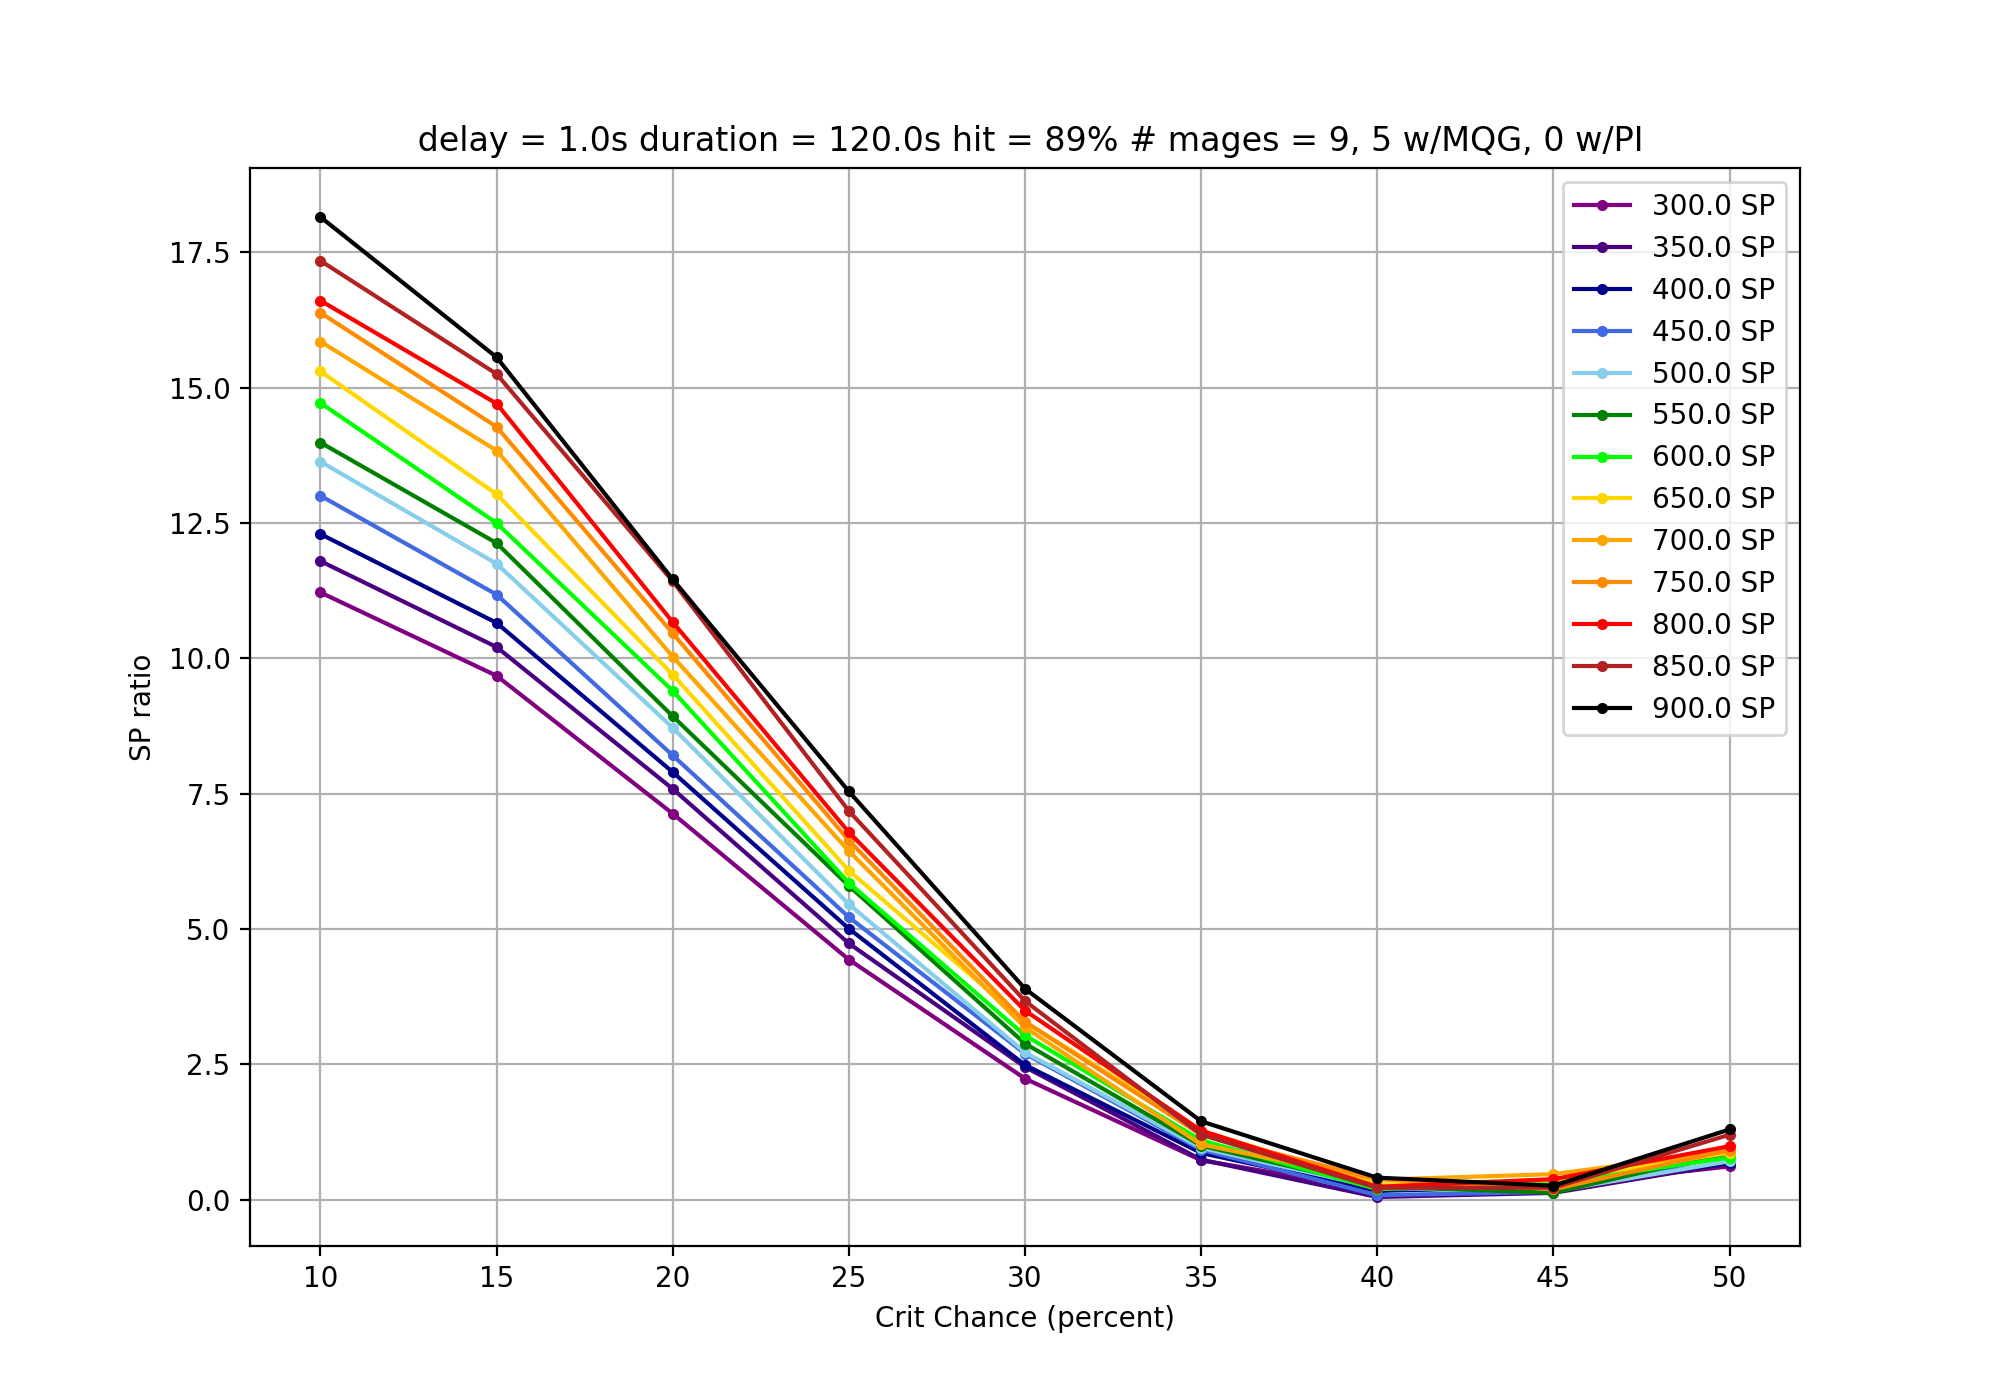 delay = 1.0s duration = 120.0s hit = 89% # mages = 9, 5 w/MQG, 0 w/PI
300.0 SP
350.0 SP
400.0 SP
450.0 SP
500.0 SP
550.0 SP
600.0 SP
650.0 SP
700.0 SP
750.0 SP
800.0 SP
850.0 SP
900.0 SP
17.5
15.0
12.5
10.0
7.5
5.0
2.5
0.0
SP ratio
10 15 20 25 30 35 40 45 50
Crit Chance (percent)